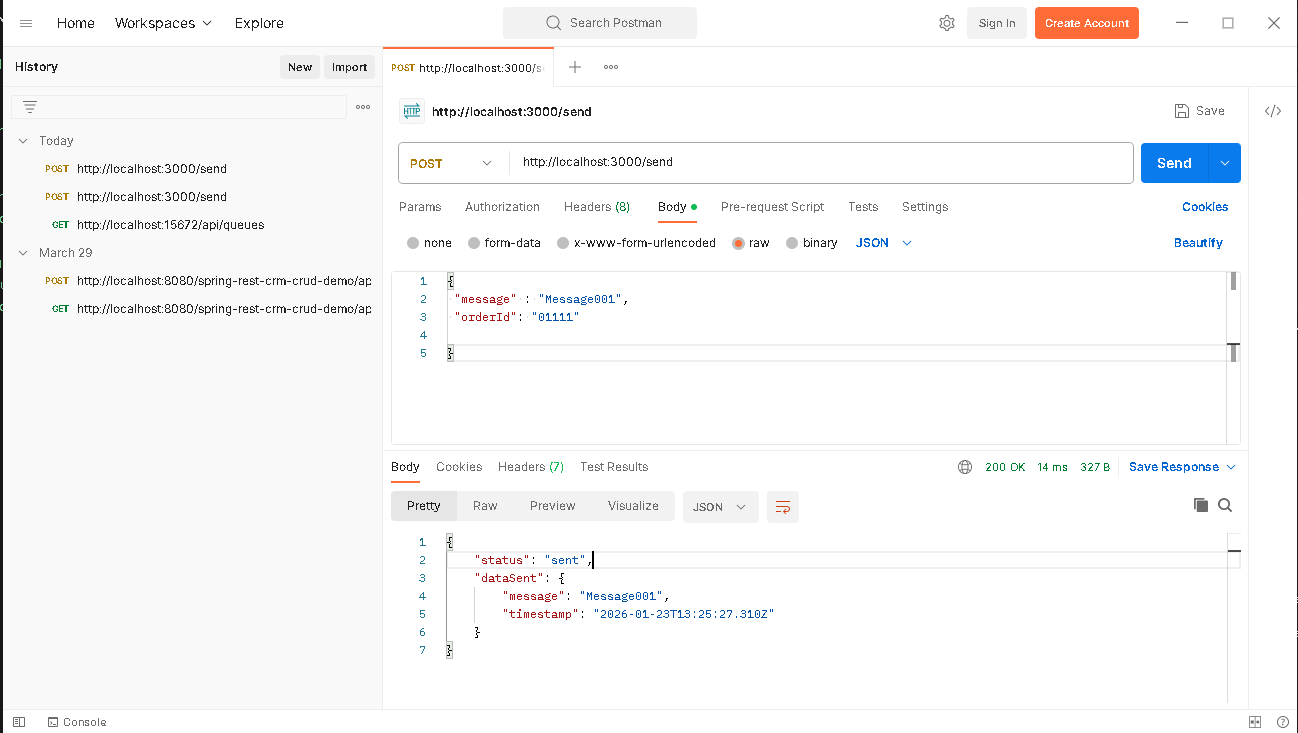 Home Workspaces Explore Search Postman Sign In Create Account
History New Import
POST http://localhost:3000/s
HTTP http://localhost:3000/send Save
Today
POST http://localhost:3000/send
POST http://localhost:3000/send
GET http://localhost:15672/api/queues
March 29
POST http://localhost:8080/spring-rest-crm-crud-demo/ap
GET http://localhost:8080/spring-rest-crm-crud-demo/ap
POST http://localhost:3000/send Send
Params Authorization Headers (8) Body Pre-request Script Tests Settings Cookies
none form-data x-www-form-urlencoded raw binary JSON Beautify
1 {
2 "message" : "Message001",
3 "orderId": "01111"
4
5 }
Body Cookies Headers (7) Test Results 200 OK 14 ms 327 B Save Response
Pretty Raw Preview Visualize JSON
1 {
2 "status": "sent",
3 "dataSent": {
4 "message": "Message001",
5 "timestamp": "2026-01-23T13:25:27.310Z"
6 }
7 }
Console